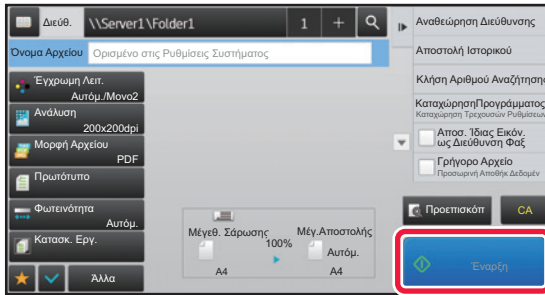 Διεύθ.
\\Server1\Folder1
1
+
Όνομα Αρχείου
Ορισμένο στις Ρυθμίσεις Συστήματος
Έγχρωμη Λειτ.
Αυτόμ./Μονο2
Ανάλυση
200x200dpi
Μορφή Αρχείου
PDF
Πρωτότυπο
Φωτεινότητα
Αυτόμ.
Κατασκ. Εργ.
Άλλα
Μέγεθ. Σάρωσης
100%
Μέγ.Αποστολής
Αυτόμ.
A4
A4
Αναθεώρηση Διεύθυνσης
Αποστολή Ιστορικού
Κλήση Αριθμού Αναζήτησης
ΚαταχώρησηΠρογράμματος
Καταχώρηση Τρεχουσών Ρυθμίσεων
Αποσ. Ίδιας Εικόν.
ως Διεύθυνση Φαξ
Γρήγορο Αρχείο
Προσωρινή Αποθήκ Δεδομέν
Προεπισκόπ
CA
Έναρξη